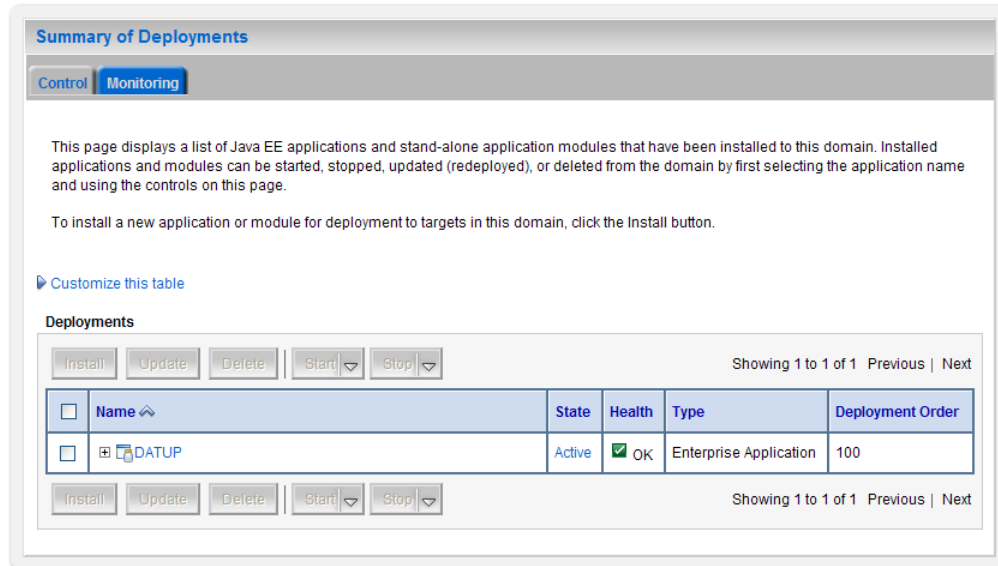 Summary of Deployments
Control Monitoring
This page displays a list of Java EE applications and stand-alone application modules that have been installed to this domain. Installed
applications and modules can be started, stopped, updated (redeployed), or deleted from the domain by first selecting the application name
and using the controls on this page.
To install a new application or module for deployment to targets in this domain, click the Install button.
Customize this table
Deployments
Install Update Delete Start Stop Showing 1 to 1 of 1 Previous | Next
Name State Health Type Deployment Order
DATUP Active OK Enterprise Application 100
Install Update Delete Start Stop Showing 1 to 1 of 1 Previous | Next